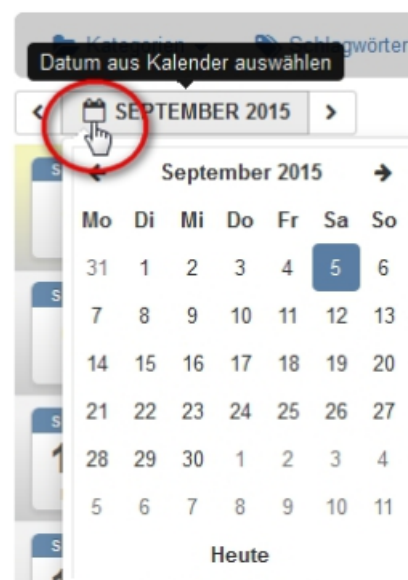 Kategorien
Schlagwörter
Datum aus Kalender auswählen
SEPTEMBER 2015
September 2015
Mo Di Mi Do Fr Sa So
31 1 2 3 4 5 6
7 8 9 10 11 12 13
14 15 16 17 18 19 20
21 22 23 24 25 26 27
28 29 30 1 2 3 4
5 6 7 8 9 10 11
Heute